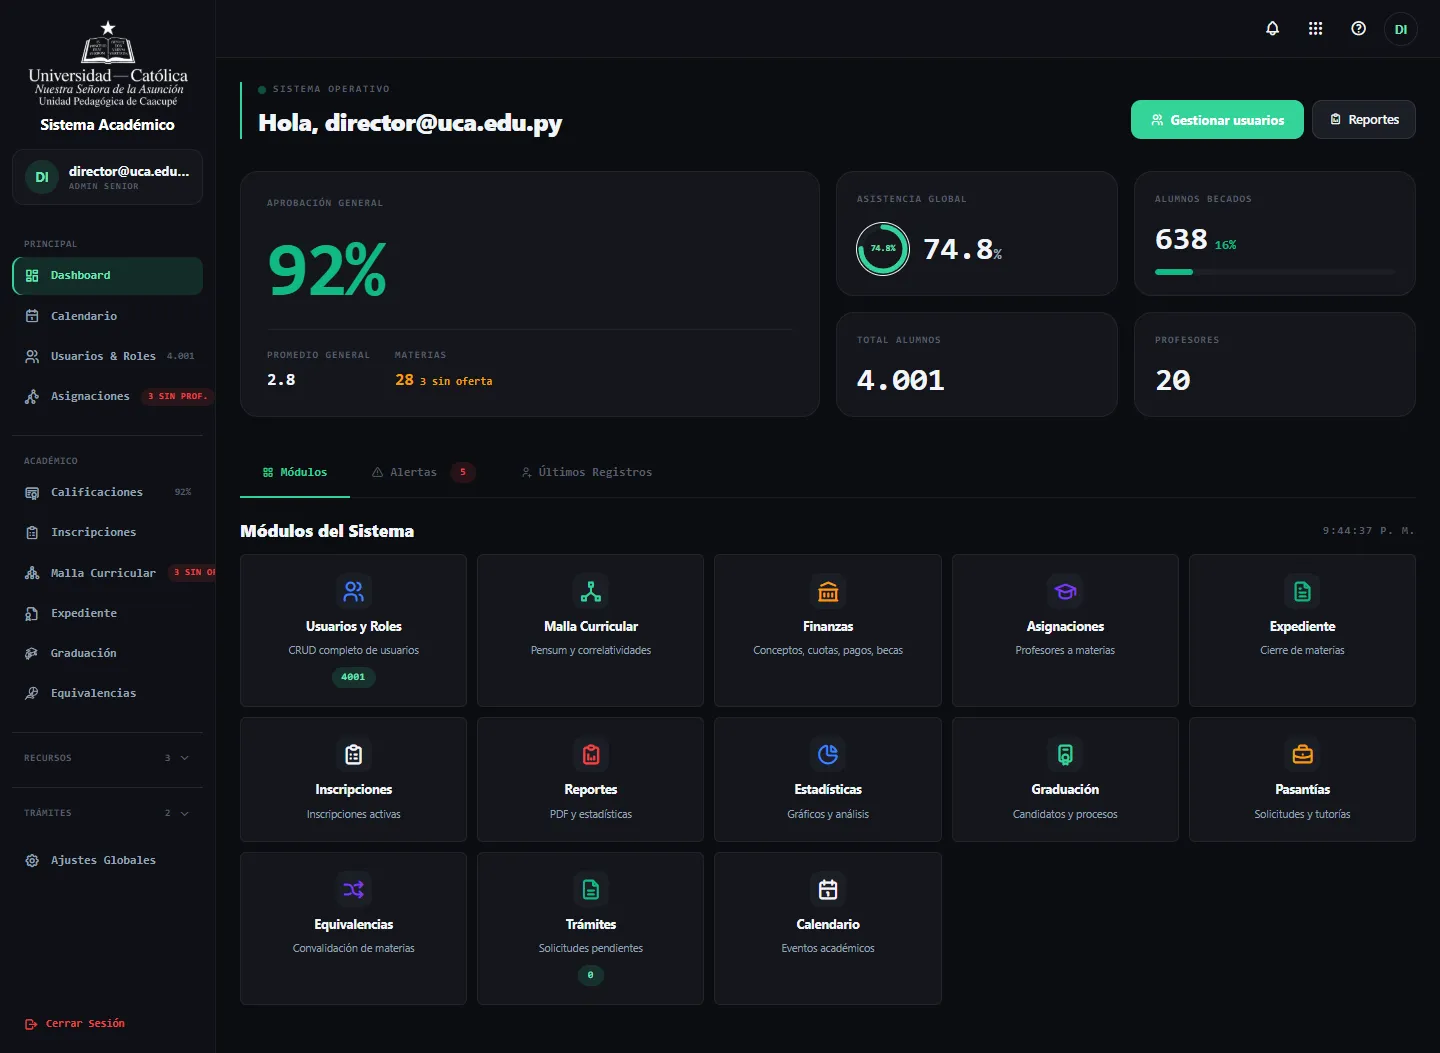 Universidad Católica
Nuestra Señora de la Asunción
Unidad Pedagógica de Caacupé
Sistema Académico
DI
director@uca.edu...
ADMIN SENIOR
PRINCIPAL
Dashboard
Calendario
Usuarios & Roles 4.001
Asignaciones 3 SIN PROF.
ACADÉMICO
Calificaciones 92%
Inscripciones
Malla Curricular 3 SIN OF
Expediente
Graduación
Equivalencias
RECURSOS 3
TRÁMITES 2
Ajustes Globales
Cerrar Sesión
DI
SISTEMA OPERATIVO
Hola, director@uca.edu.py
Gestionar usuarios
Reportes
APROBACIÓN GENERAL
92%
PROMEDIO GENERAL
2.8
MATERIAS
28 3 sin oferta
ASISTENCIA GLOBAL
74.8%
74.8%
ALUMNOS BECADOS
638 16%
TOTAL ALUMNOS
4.001
PROFESORES
20
Módulos
Alertas 5
Últimos Registros
Módulos del Sistema
9:44:37 P. M.
Usuarios y Roles
CRUD completo de usuarios
4001
Malla Curricular
Pensum y correlatividades
Finanzas
Conceptos, cuotas, pagos, becas
Asignaciones
Profesores a materias
Expediente
Cierre de materias
Inscripciones
Inscripciones activas
Reportes
PDF y estadísticas
Estadísticas
Gráficos y análisis
Graduación
Candidatos y procesos
Pasantías
Solicitudes y tutorías
Equivalencias
Convalidación de materias
Trámites
Solicitudes pendientes
0
Calendario
Eventos académicos